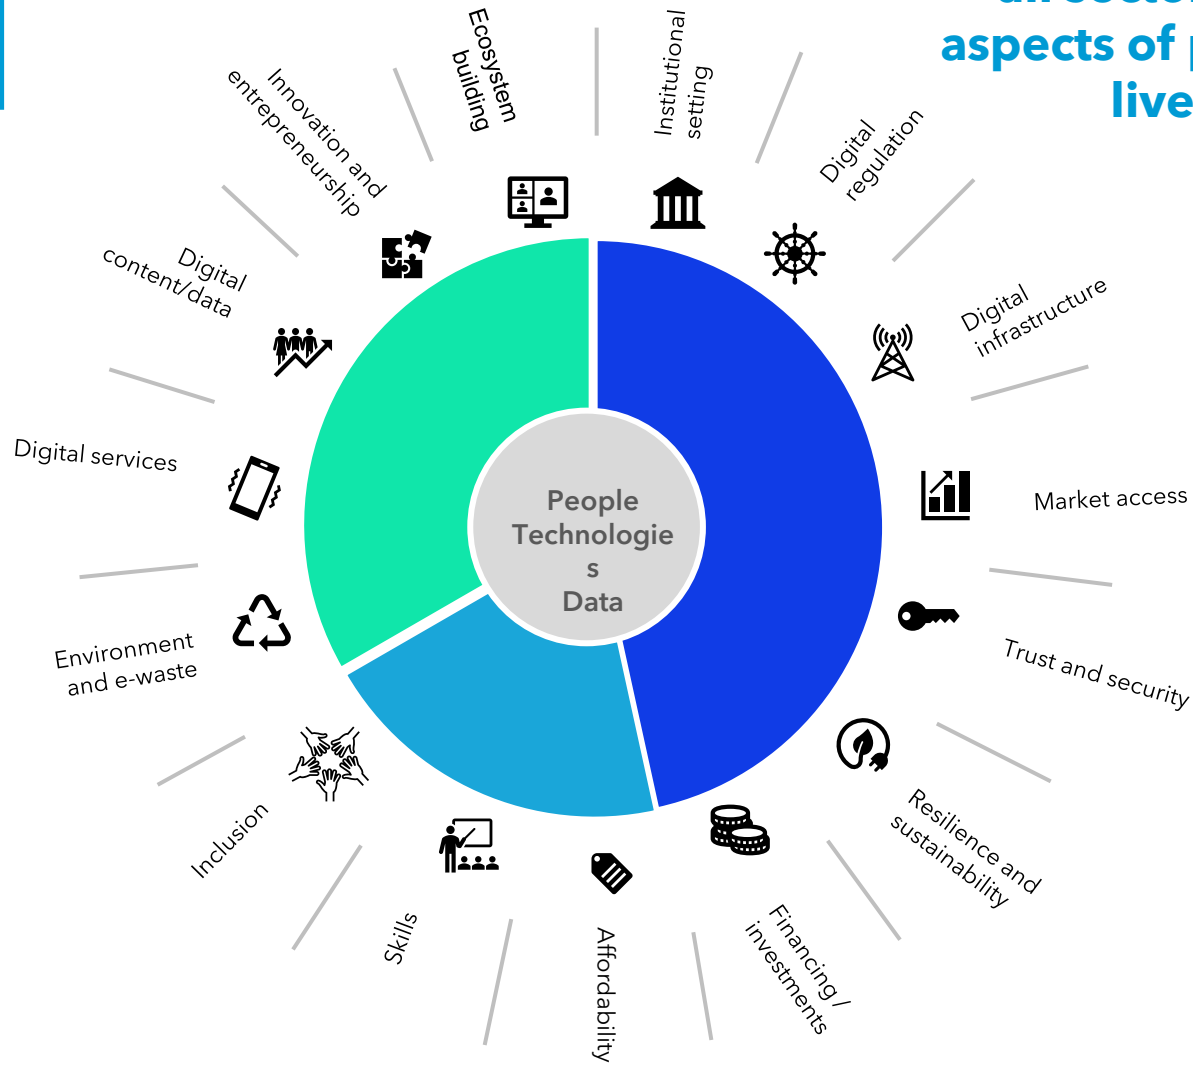 aspects of
live
Ecosystem
building
Institutional
setting
Digital
regulation
Digital
infrastructure
Market access
Trust and security
Resilience and
sustainability
Financing /
investments
Affordability
Skills
Inclusion
Environment
and e-waste
Digital services
Digital
content/data
Innovation and
entrepreneurship
People
Technologie
s
Data